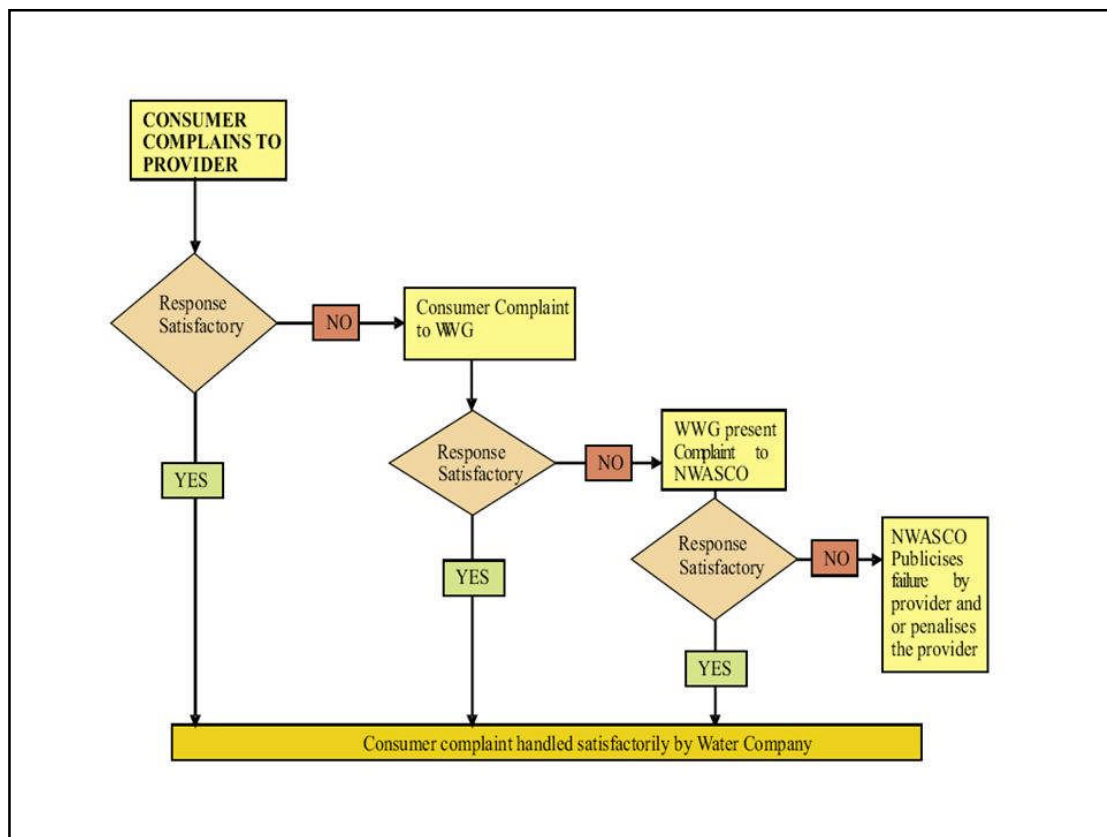 CONSUMER
COMPLAINS TO
PROVIDER
Response
Satisfactory
NO
Consumer Complaint
to WWG
YES
Response
Satisfactory
NO
WWG present
Complaint to
NWASCO
YES
Response
Satisfactory
NO
NWASCO
Publicises
failure by
provider and
or penalises
the provider
YES
Consumer complaint handled satisfactorily by Water Company